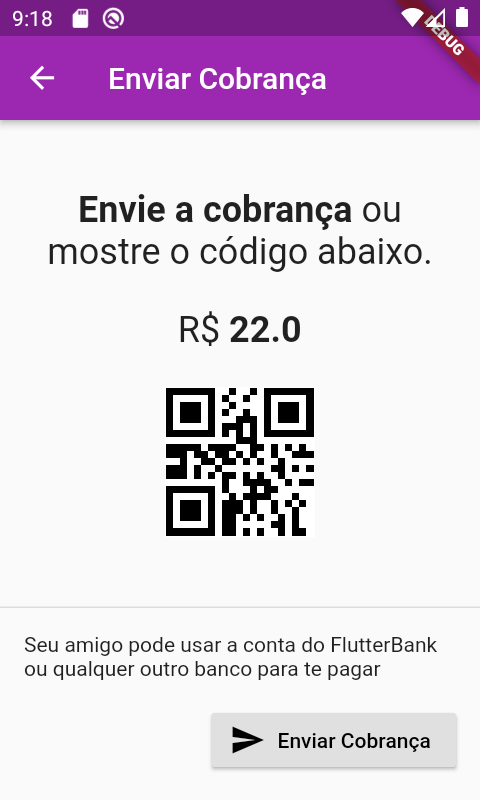 9:18
DEBUG
Enviar Cobrança
Envie a cobrança ou
mostre o código abaixo.
R$ 22.0
Seu amigo pode usar a conta do FlutterBank
ou qualquer outro banco para te pagar
Enviar Cobrança